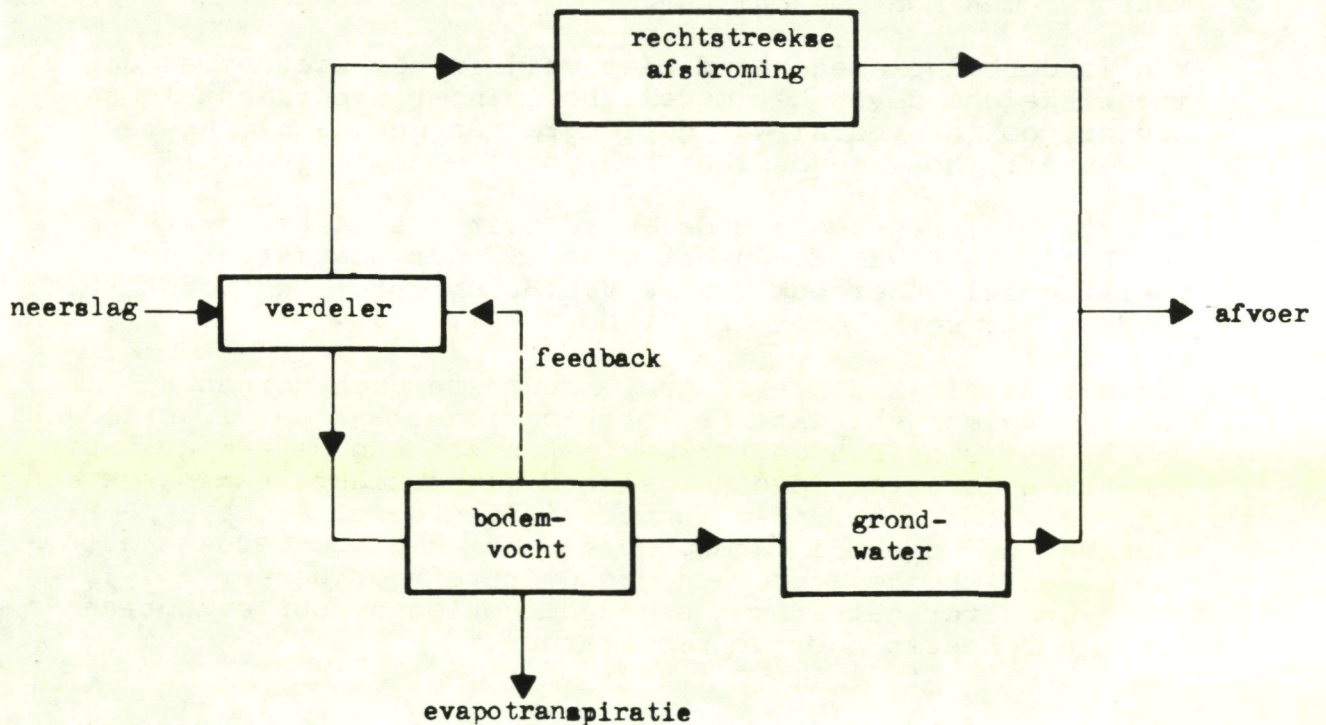 rechtstreekse
afstroming
neerslag
verdeler
afvoer
feedback
bodem-
vocht
grond-
water
evapotranspiratie